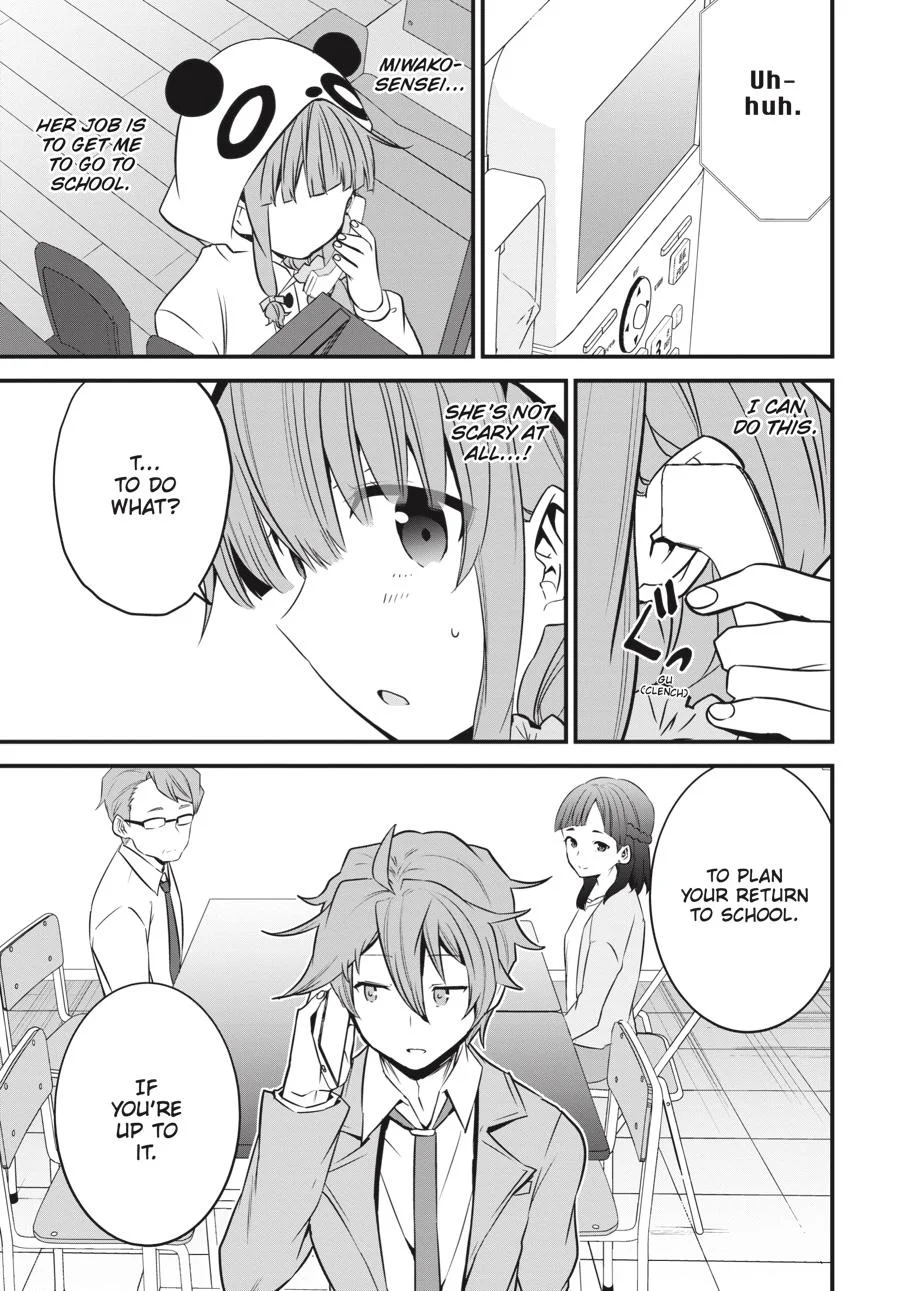 Uh-
huh.
MIWAKO-
SENSEI...
HER JOB IS
TO GET ME
TO GO TO
SCHOOL.
I CAN
DO THIS.
ぐっ
GU
(CLENCH)
SHE'S NOT
SCARY AT
ALL...!
T...
TO DO
WHAT?
TO PLAN
YOUR RETURN
TO SCHOOL.
IF
YOU'RE
UP TO
IT.